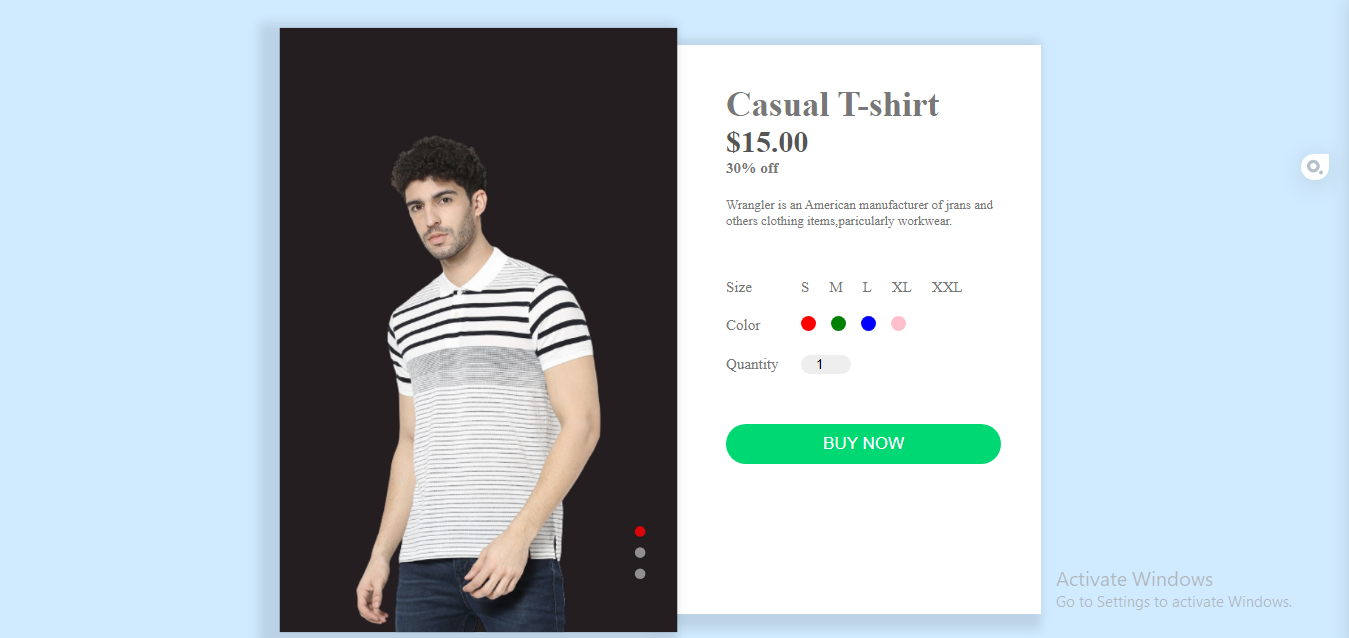 Casual T-shirt
$15.00
30% off
Wrangler is an American manufacturer of jrans and
others clothing items,paricularly workwear.
Size S M L XL XXL
Color
Quantity 1
BUY NOW
Activate Windows
Go to Settings to activate Windows.